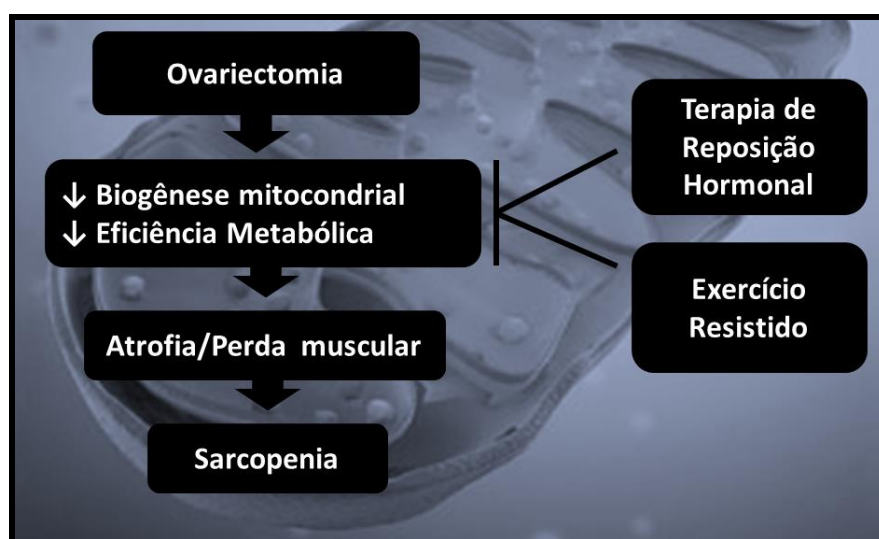 Ovariectomia
↓ Biogênese mitocondrial
↓ Eficiência Metabólica
Atrofia/Perda muscular
Sarcopenia
Terapia de
Reposição
Hormonal
Exercício
Resistido